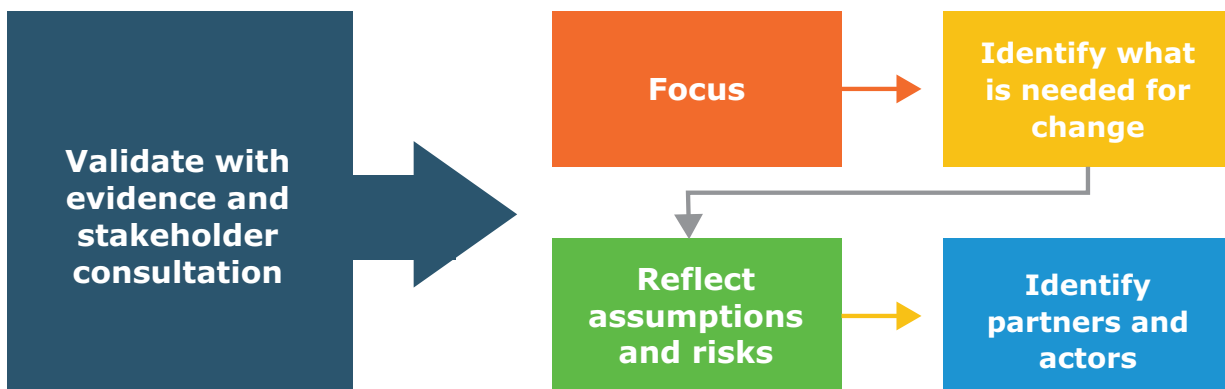 Validate with
evidence and
stakeholder
consultation
Focus
Identify what
is needed for
change
Reflect
assumptions
and risks
Identify
partners and
actors